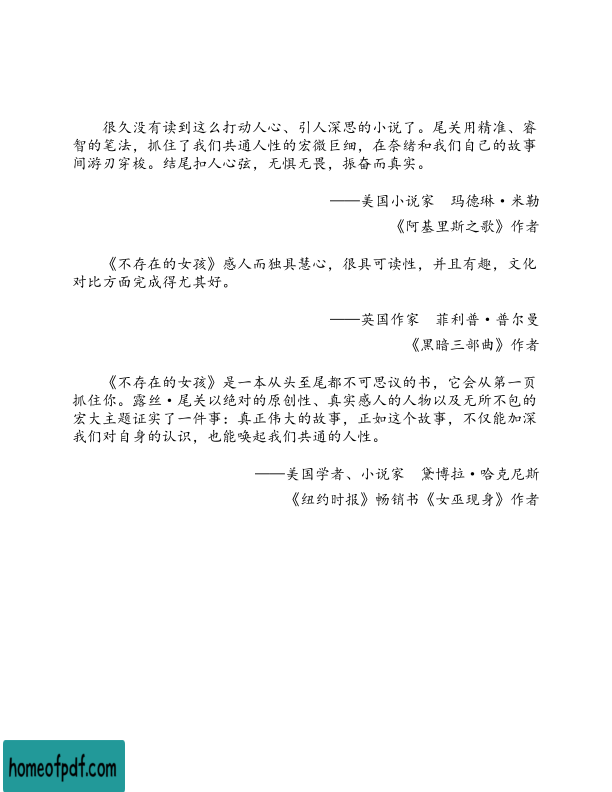 很久没有读到这么打动人心、引人深思的小说了。尾关用精准、睿
智的笔法，抓住了我们共通人性的宏微巨细，在奈绪和我们自己的故事
间游刃穿梭。结尾扣人心弦，无惧无畏，振奋而真实。
——美国小说家　玛德琳·米勒
《阿基里斯之歌》作者
《不存在的女孩》感人而独具慧心，很具可读性，并且有趣，文化
对比方面完成得尤其好。
——英国作家　菲利普·普尔曼
《黑暗三部曲》作者
《不存在的女孩》是一本从头至尾都不可思议的书，它会从第一页
抓住你。露丝·尾关以绝对的原创性、真实感人的人物以及无所不包的
宏大主题证实了一件事：真正伟大的故事，正如这个故事，不仅能加深
我们对自身的认识，也能唤起我们共通的人性。
——美国学者、小说家　黛博拉·哈克尼斯
《纽约时报》畅销书《女巫现身》作者
homeofpdf.com